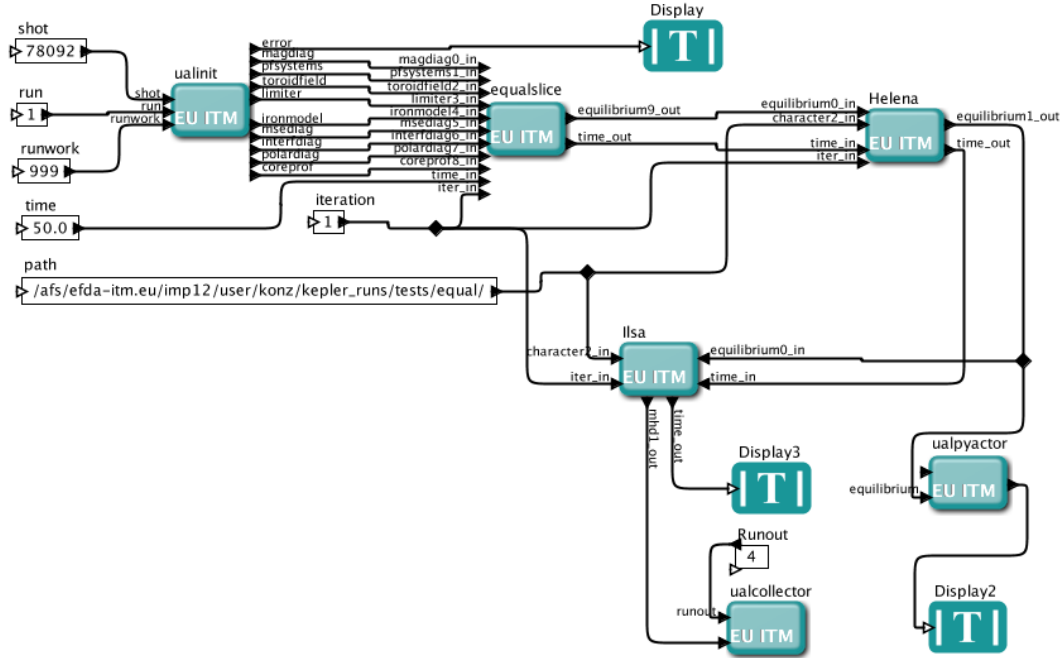 shot
78092
run
1
runwork
999
time
50.0
path
/afs/efda-itm.eu/imp12/user/konz/kepler_runs/tests/equal/
ualinit
shot
run
runwork
EU ITM
error
magdiag
pfsystems
toroidfield
limiter
ironmodel
msediag
interfdiag
polardiag
coreprof
Display
T
magdiag0_in
pfsystems1_in
toroidfield2_in
limiter3_in
ironmodel4_in
msediag5_in
interfdiag6_in
polardiag7_in
coreprof8_in
time_in
iter_in
equalslice
EU ITM
equilibrium9_out
time_out
iteration
1
equilibrium0_in
character2_in
time_in
iter_in
Helena
EU ITM
equilibrium1_out
time_out
Ilsa
character2_in
iter_in
EU ITM
equilibrium0_in
time_in
mhd1_out
time_out
Display3
T
Runout
4
ualcollector
runout
EU ITM
ualpyactor
equilibrium
EU ITM
Display2
T